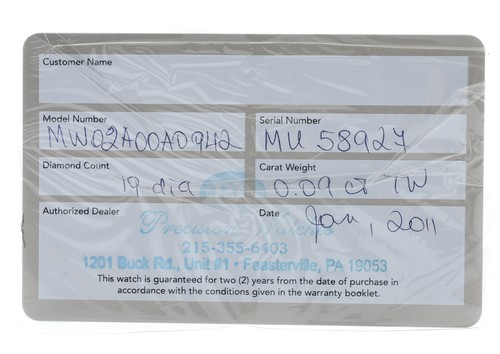 Customer Name
Model Number MW02A00A0942 Serial Number MU 58927
Diamond Count 19 dia Carat Weight 0.09 ct TW
Authorized Dealer Date Jan, 2011
Precision Watches
215-355-6403
1201 Buck Rd., Unit #1 • Feasterville, PA 19053
This watch is guaranteed for two (2) years from the date of purchase in
accordance with the conditions given in the warranty booklet.